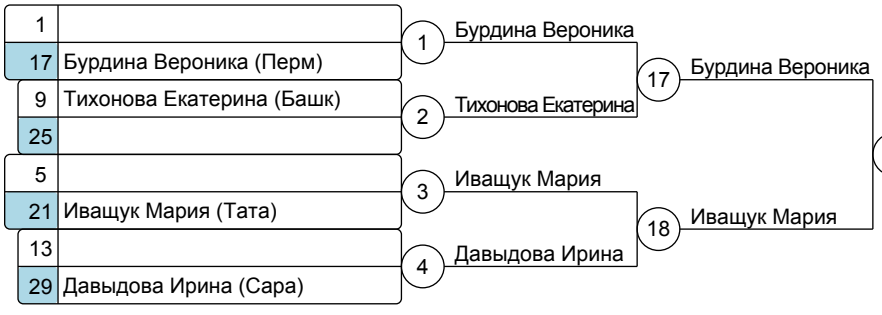 1
17 Бурдина Вероника (Перм)
9 Тихонова Екатерина (Башк)
25
5
21 Иващук Мария (Тата)
13
29 Давыдова Ирина (Сара)
1
2
3
4
Бурдина Вероника
Тихонова Екатерина
Иващук Мария
Давыдова Ирина
17
18
Бурдина Вероника
Иващук Мария